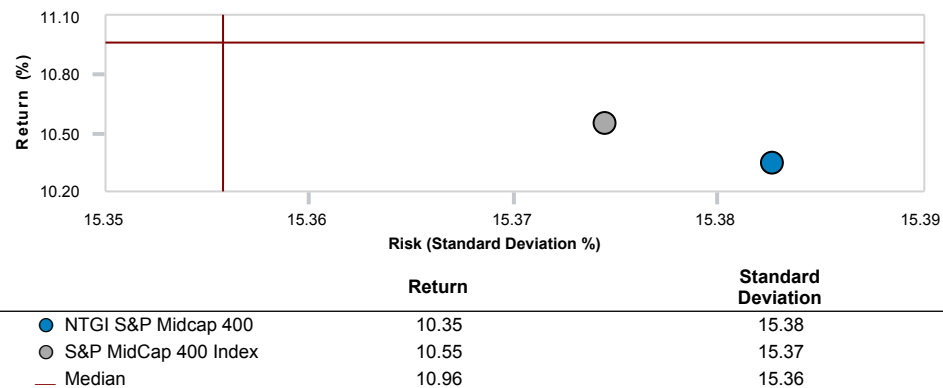 11.10
10.80
10.50
10.20
Return (%)
15.35 15.36 15.37 15.38 15.39
Risk (Standard Deviation %)
Return Standard Deviation
NTGI S&P Midcap 400 10.35 15.38
S&P MidCap 400 Index 10.55 15.37
Median 10.96 15.36